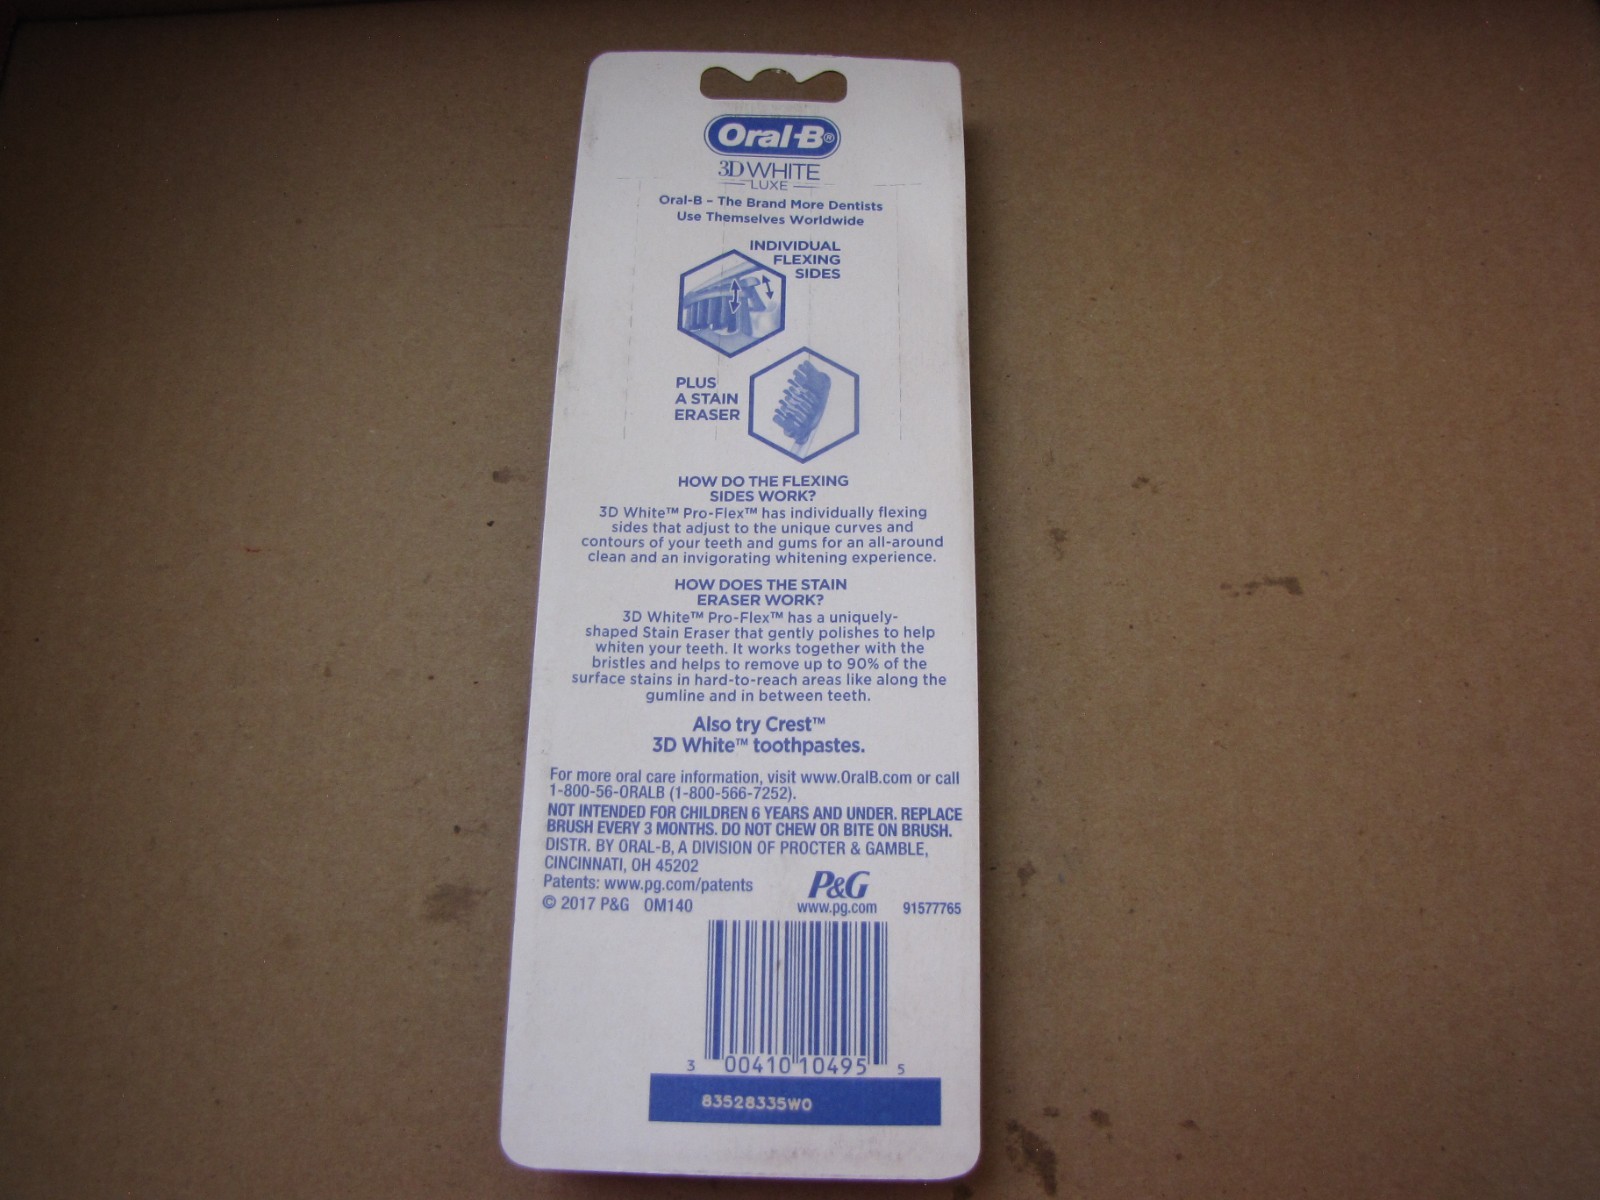 Oral-B®
3D WHITE
LUXE
Oral-B – The Brand More Dentists
Use Themselves Worldwide
INDIVIDUAL
FLEXING
SIDES
PLUS
A STAIN
ERASER
HOW DO THE FLEXING
SIDES WORK?
3D White™ Pro-Flex™ has individually flexing
sides that adjust to the unique curves and
contours of your teeth and gums for an all-around
clean and an invigorating whitening experience.
HOW DOES THE STAIN
ERASER WORK?
3D White™ Pro-Flex™ has a uniquely-
shaped Stain Eraser that gently polishes to help
whiten your teeth. It works together with the
bristles and helps to remove up to 90% of the
surface stains in hard-to-reach areas like along the
gumline and in between teeth.
Also try Crest™
3D White™ toothpastes.
For more oral care information, visit www.OralB.com or call
1-800-56-ORALB (1-800-566-7252).
NOT INTENDED FOR CHILDREN 6 YEARS AND UNDER. REPLACE
BRUSH EVERY 3 MONTHS. DO NOT CHEW OR BITE ON BRUSH.
DISTR. BY ORAL-B, A DIVISION OF PROCTER & GAMBLE,
CINCINNATI, OH 45202
Patents: www.pg.com/patents
P&G
© 2017 P&G OM140
www.pg.com 91577765
3 00410 10495 5
83528335W0